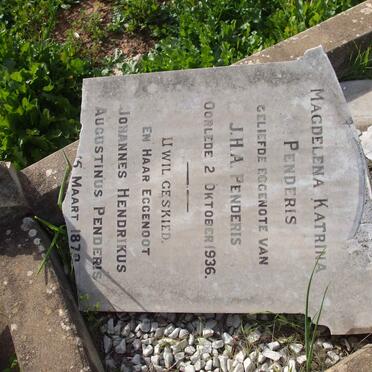 MAGDELENA KATRINA
PENDERIS
GELIEFDE EGGENOTE VAN
J.H.A. PENDERIS
OORLEDE 2 OKTOBER 1936.
U WIL GESKIED.
EN HAAR EGGENOOT
JOHANNES HENDRIKUS
AUGUSTINUS PENDERIS
5 MAART 1879